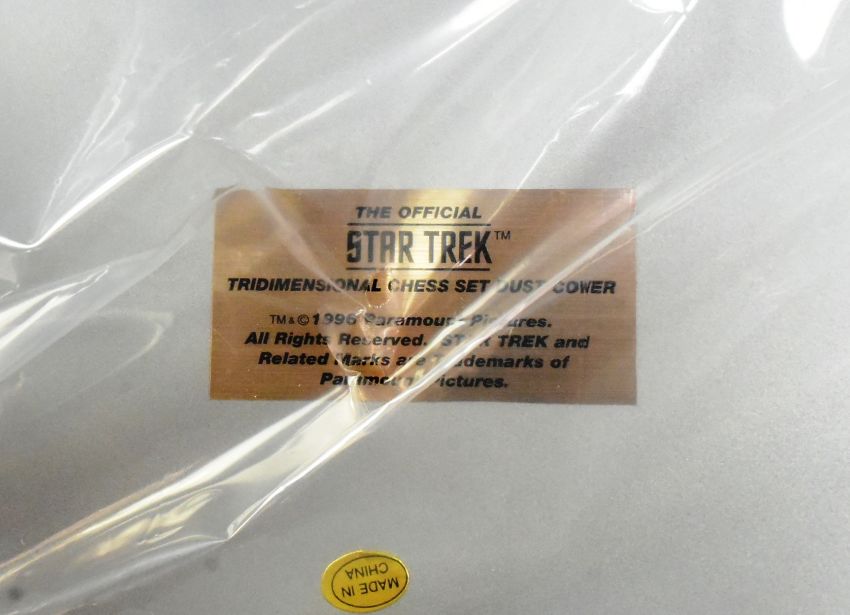 THE OFFICIAL
STAR TREK™
TRIDIMENSIONAL CHESS SET DUST COWER
TM & © 1996 Paramount Pictures.
All Rights Reserved. STAR TREK and
Related Marks are Trademarks of
Paramount Pictures.
MADE IN
CHINA